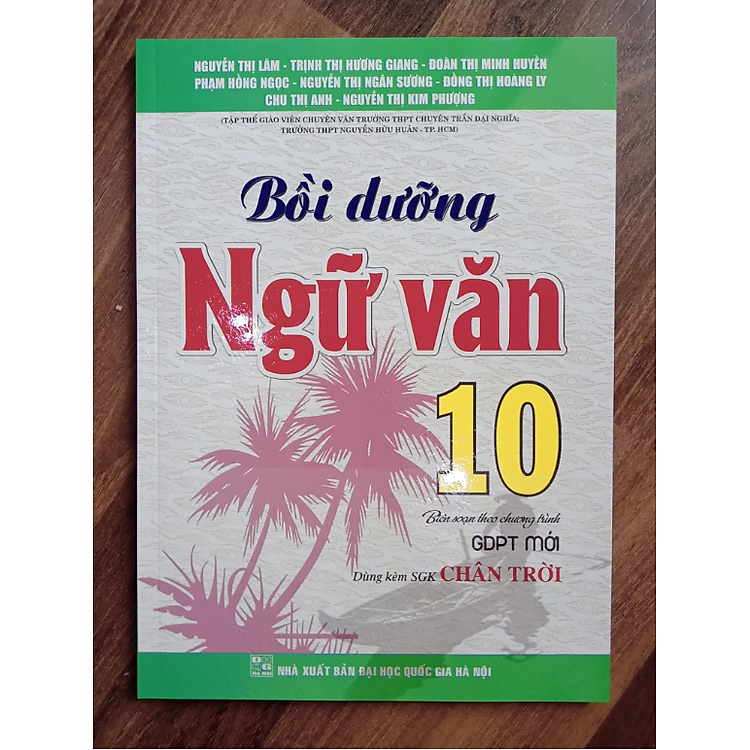 NGUYỄN THỊ LÂM - TRỊNH THỊ HƯƠNG GIANG - ĐOÀN THỊ MINH HUYỀN
PHẠM HỒNG NGỌC - NGUYỄN THỊ NGÂN SƯƠNG - ĐỒNG THỊ HOÀNG LY
CHU THỊ ANH - NGUYỄN THỊ KIM PHƯỢNG
(TẬP THỂ GIÁO VIÊN CHUYÊN VĂN TRƯỜNG THPT CHUYÊN TRẦN ĐẠI NGHĨA;
TRƯỜNG THPT NGUYỄN HỮU HUÂN - TP. HCM)
Bồi dưỡng
Ngữ văn
10
Biên soạn theo chương trình
GDPT MỚI
Dùng kèm SGK CHÂN TRỜI
NHÀ XUẤT BẢN ĐẠI HỌC QUỐC GIA HÀ NỘI